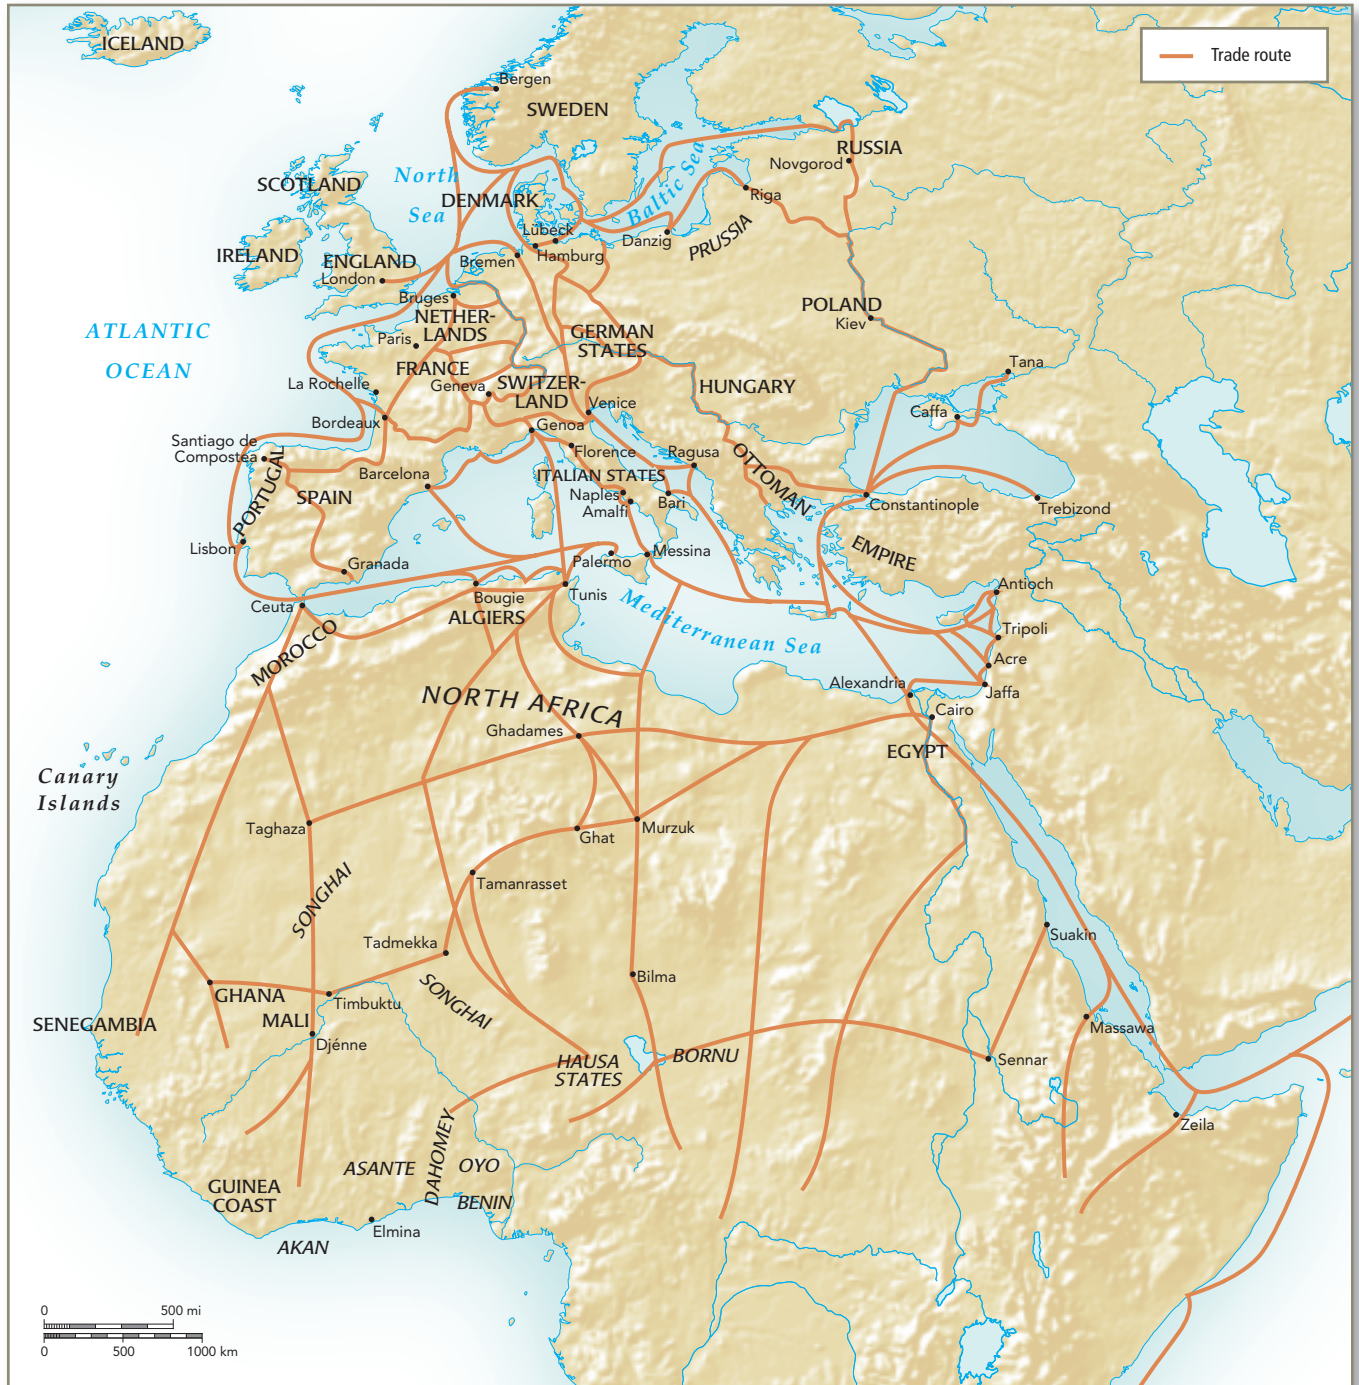 ICELAND
Trade route
Bergen
SWEDEN
RUSSIA
Novgorod
North
Sea
SCOTLAND
DENMARK
Baltic Sea
Riga
Lübeck
Danzig
PRUSSIA
IRELAND
ENGLAND
London
Bremen
Hamburg
Bruges
NETHER-
LANDS
POLAND
Kiev
ATLANTIC
OCEAN
Paris
GERMAN
STATES
FRANCE
Tana
La Rochelle
Geneva
SWITZER-
LAND
HUNGARY
Venice
Caffa
Bordeaux
Genoa
Santiago de
Compostea
Florence
Ragusa
OTTOMAN
EMPIRE
Barcelona
ITALIAN STATES
PORTUGAL
SPAIN
Naples
Amalfi
Bari
Constantinople
Trebizond
Lisbon
Granada
Palermo
Messina
Antioch
Ceuta
Bougie
Tunis
ALGIERS
Mediterranean Sea
Tripoli
MOROCCO
Acre
Alexandria
Jaffa
NORTH AFRICA
Cairo
Ghadames
EGYPT
Canary
Islands
Taghaza
Ghat
Murzuk
SONGHAI
Tamanrasset
Suakin
Tadmekka
Bilma
GHANA
Timbuktu
SONGHAI
SENEGAMBIA
MALI
Massawa
Djénne
HAUSA
STATES
BORNU
Sennar
Zeila
DAHOMEY
ASANTE
OYO
GUINEA
COAST
BENIN
Elmina
AKAN
0 500 mi
0 500 1000 km